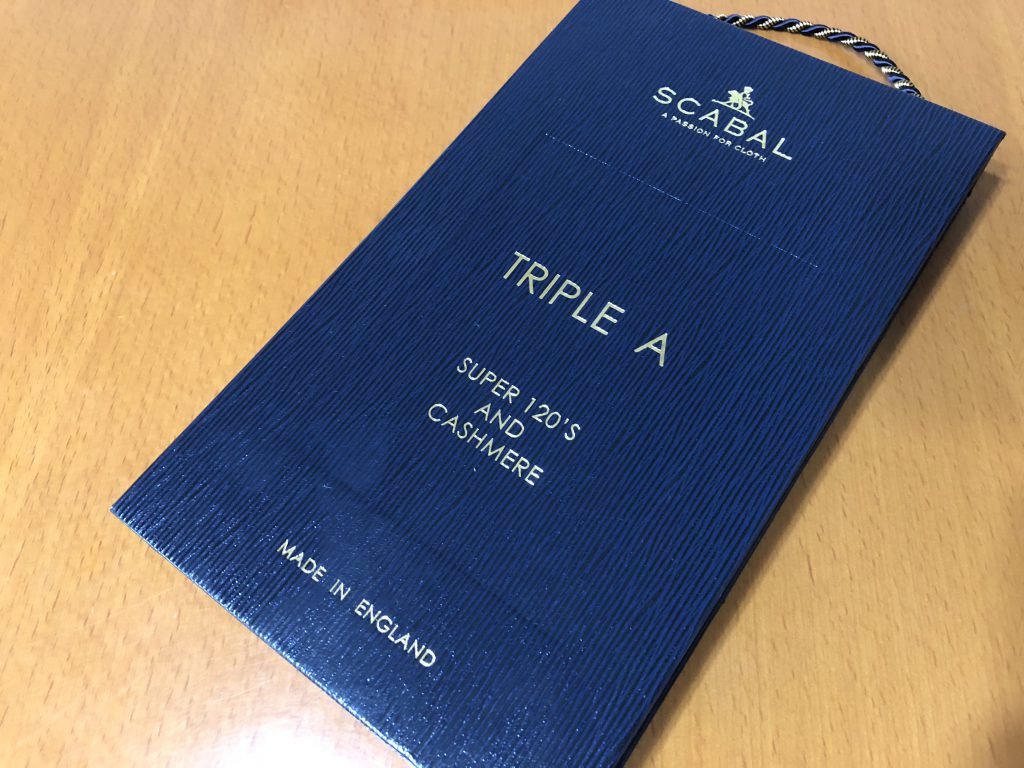 SCABAL
A PASSION FOR CLOTH
TRIPLE A
SUPER 120'S
AND
CASHMERE
MADE IN ENGLAND